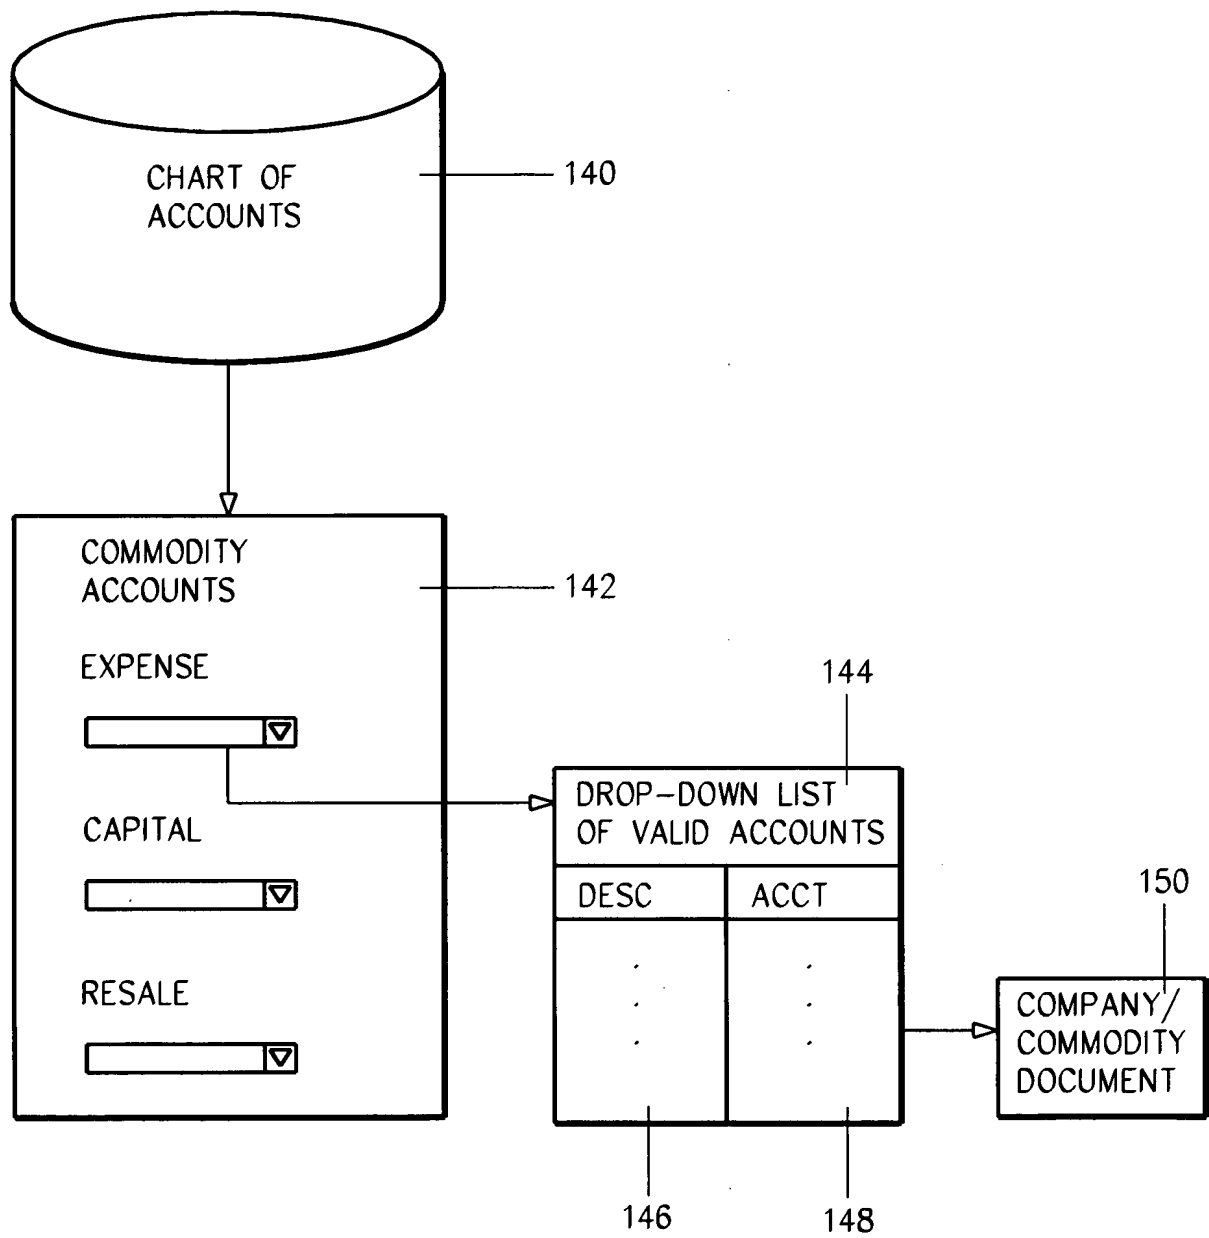 CHART OF
ACCOUNTS
140
COMMODITY
ACCOUNTS
142
EXPENSE
144
DROP-DOWN LIST
OF VALID ACCOUNTS
CAPITAL
DESC
ACCT
150
RESALE
COMPANY/
COMMODITY
DOCUMENT
146
148